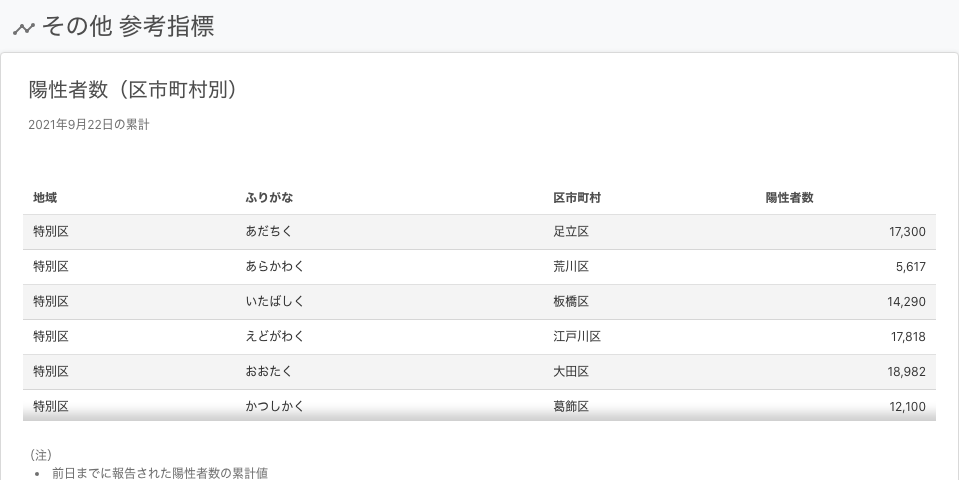 その他 参考指標
陽性者数（区市町村別）
2021年9月22日の累計
地域 ふりがな 区市町村 陽性者数
特別区 あだちく 足立区 17,300
特別区 あらかわく 荒川区 5,617
特別区 いたばしく 板橋区 14,290
特別区 えどがわく 江戸川区 17,818
特別区 おおたく 大田区 18,982
特別区 かつしかく 葛飾区 12,100
（注）
• 前日までに報告された陽性者数の累計値